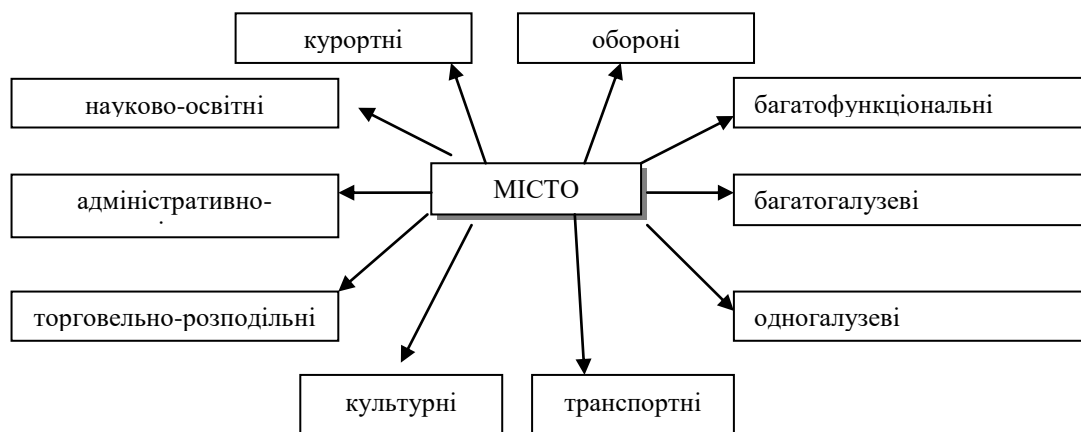 курортні
обороні
науково-освітні
багатофункціональні
МІСТО
адміністративно-
багатогалузеві
торговельно-розподільні
одногалузеві
культурні
транспортні